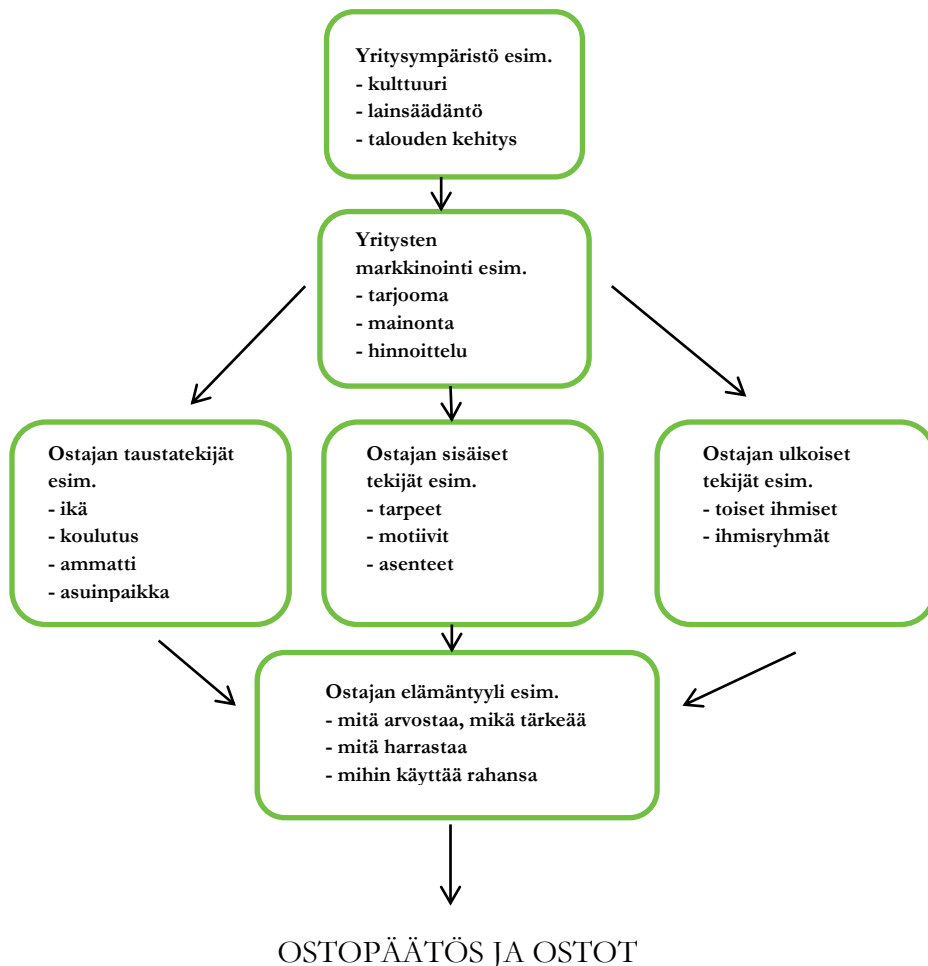 Yritysympäristö esim.
- kulttuuri
- lainsäädäntö
- talouden kehitys
Yritysten
markkinointi esim.
- tarjooma
- mainonta
- hinnoittelu
Ostajan taustatekijät
esim.
- ikä
- koulutus
- ammatti
- asuinpaikka
Ostajan sisäiset
tekijät esim.
- tarpeet
- motiivit
- asenteet
Ostajan ulkoiset
tekijät esim.
- toiset ihmiset
- ihmisryhmät
Ostajan elämäntyyli esim.
- mitä arvostaa, mikä tärkeää
- mitä harrastaa
- mihin käyttää rahansa
OSTOPÄÄTÖS JA OSTOT